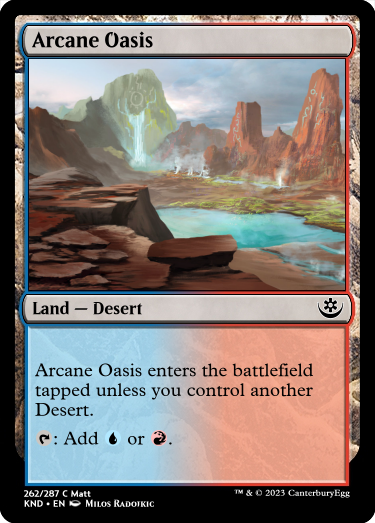 Arcane Oasis
Land — Desert
Arcane Oasis enters the battlefield
tapped unless you control another
Desert.
: Add or .
262/287 C Matt
KND • EN Milos Radotkic
™ & © 2023 CanterburyEgg